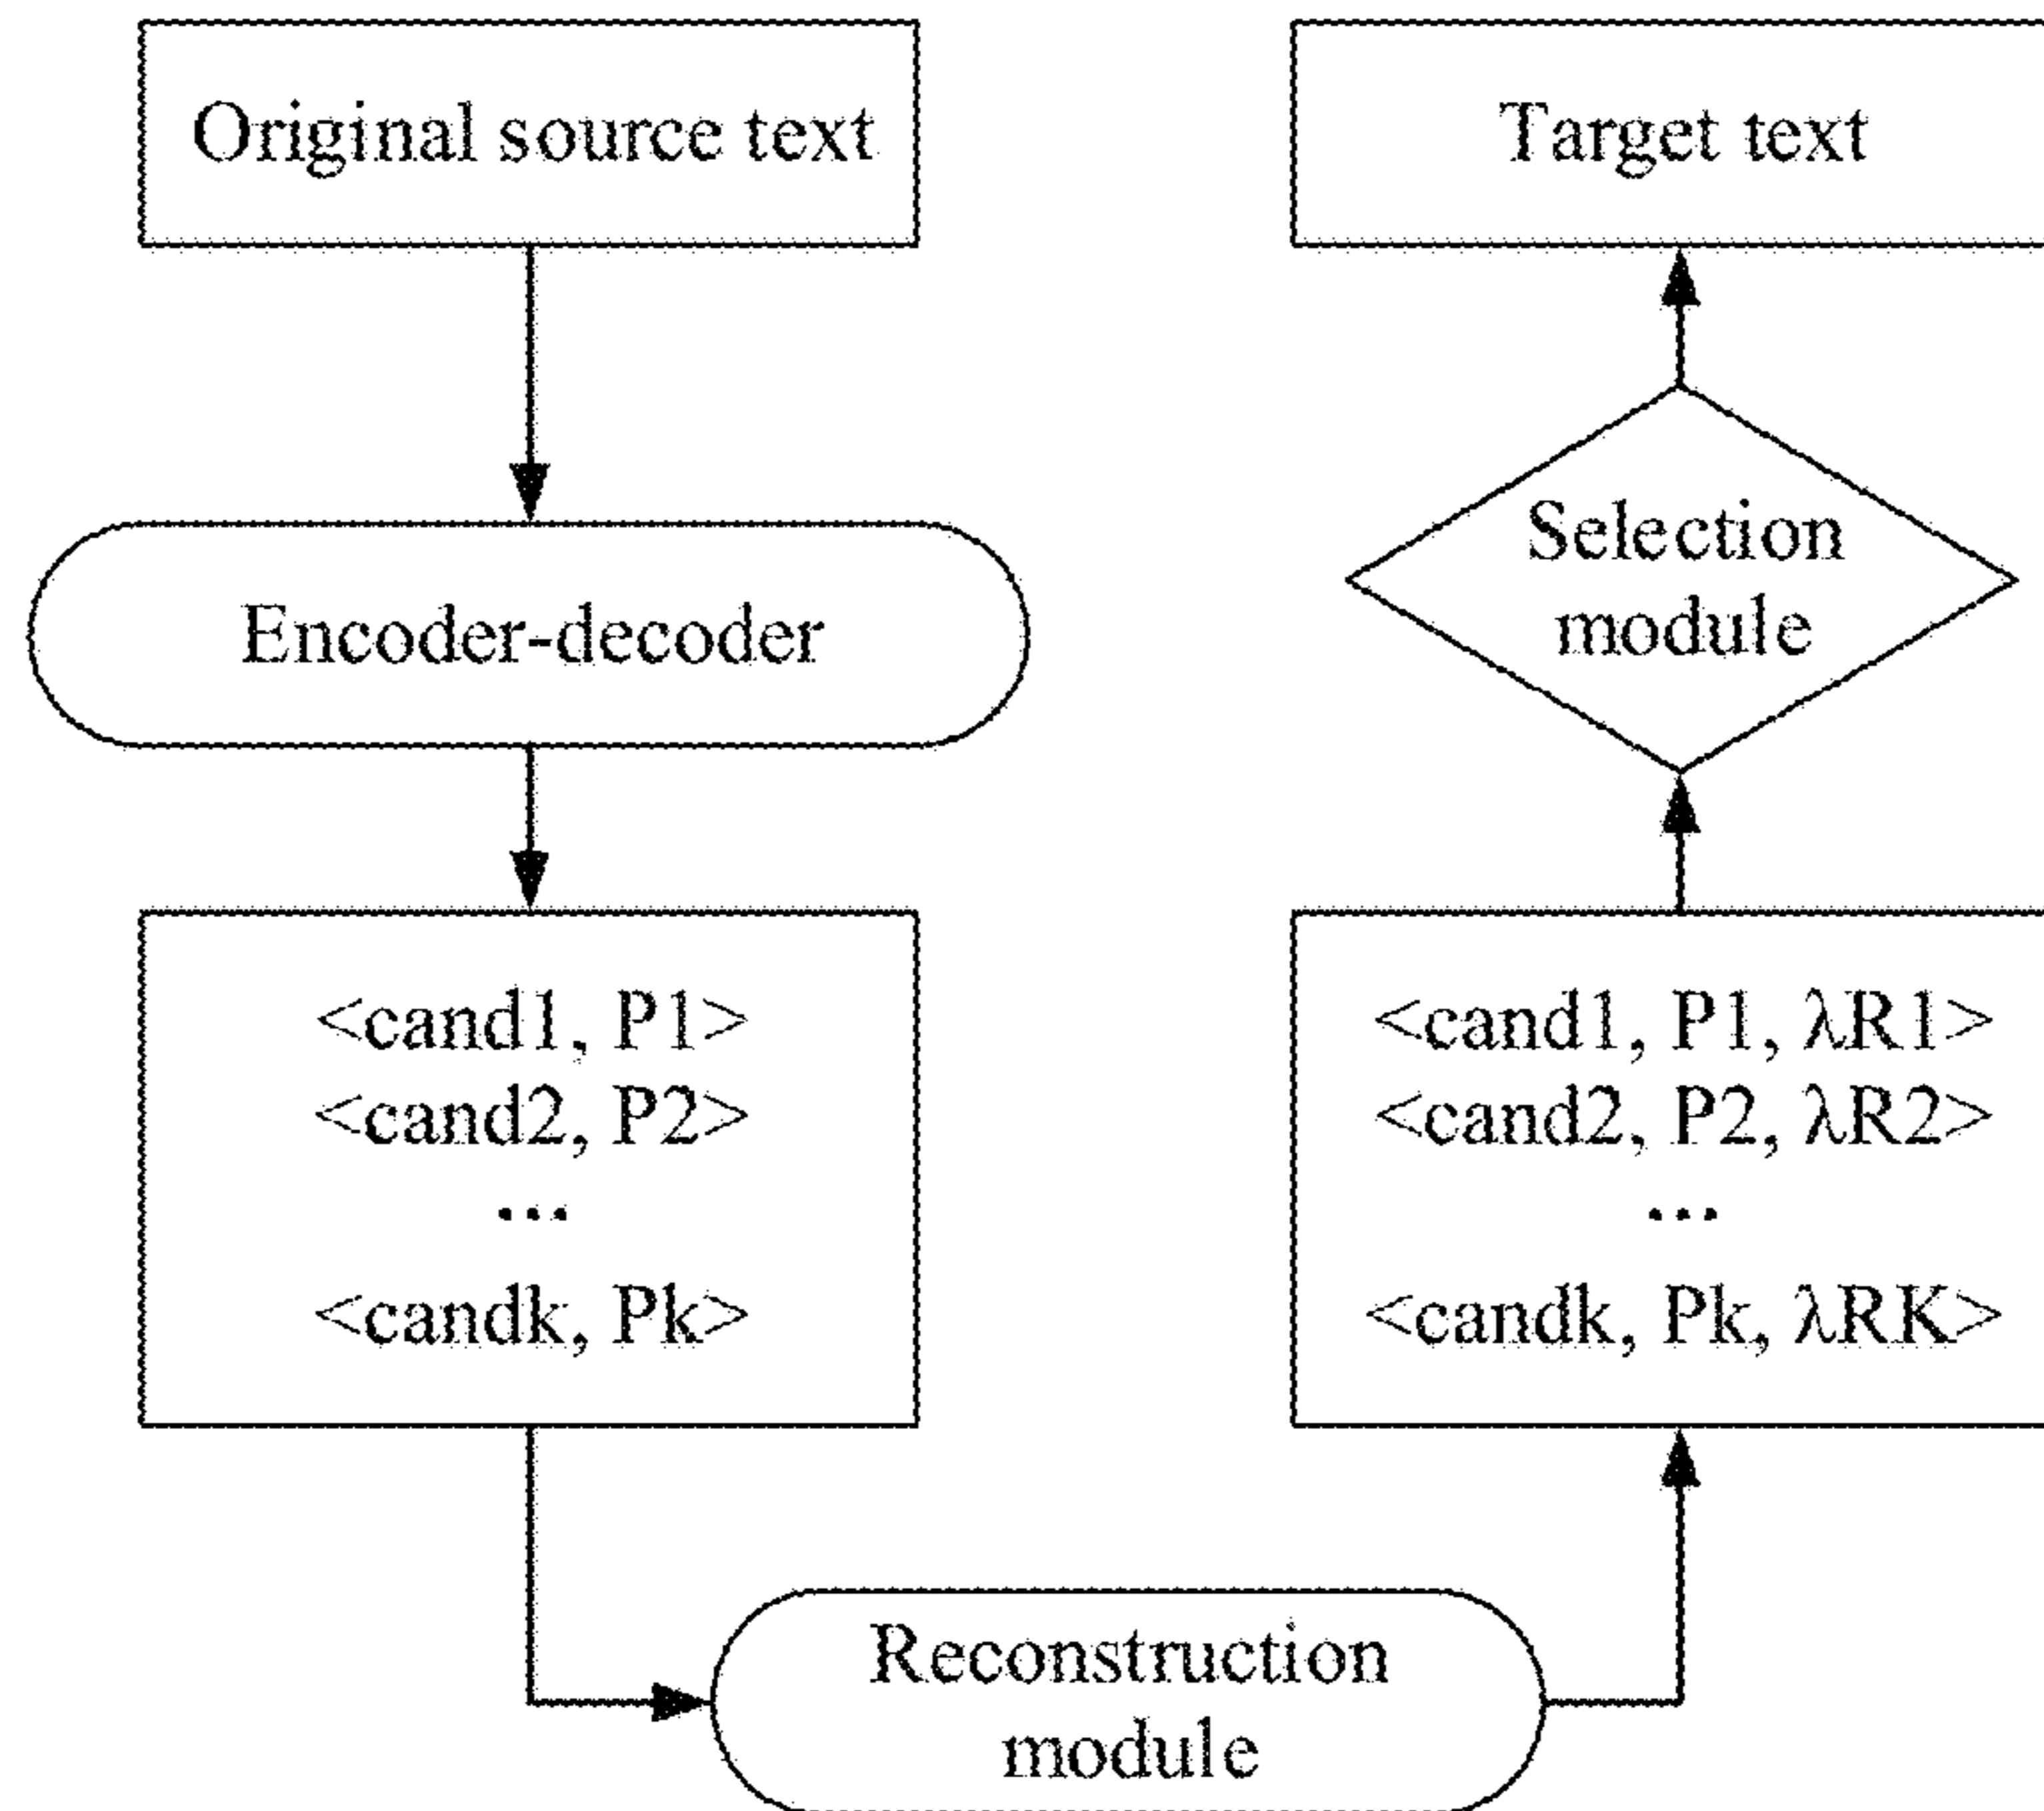 Original source text
Encoder-decoder
<cand1, P1>
<cand2, P2>
...
<candk, Pk>
Reconstruction
module
<cand1, P1, λR1>
<cand2, P2, λR2>
...
<candk, Pk, λRK>
Selection
module
Target text